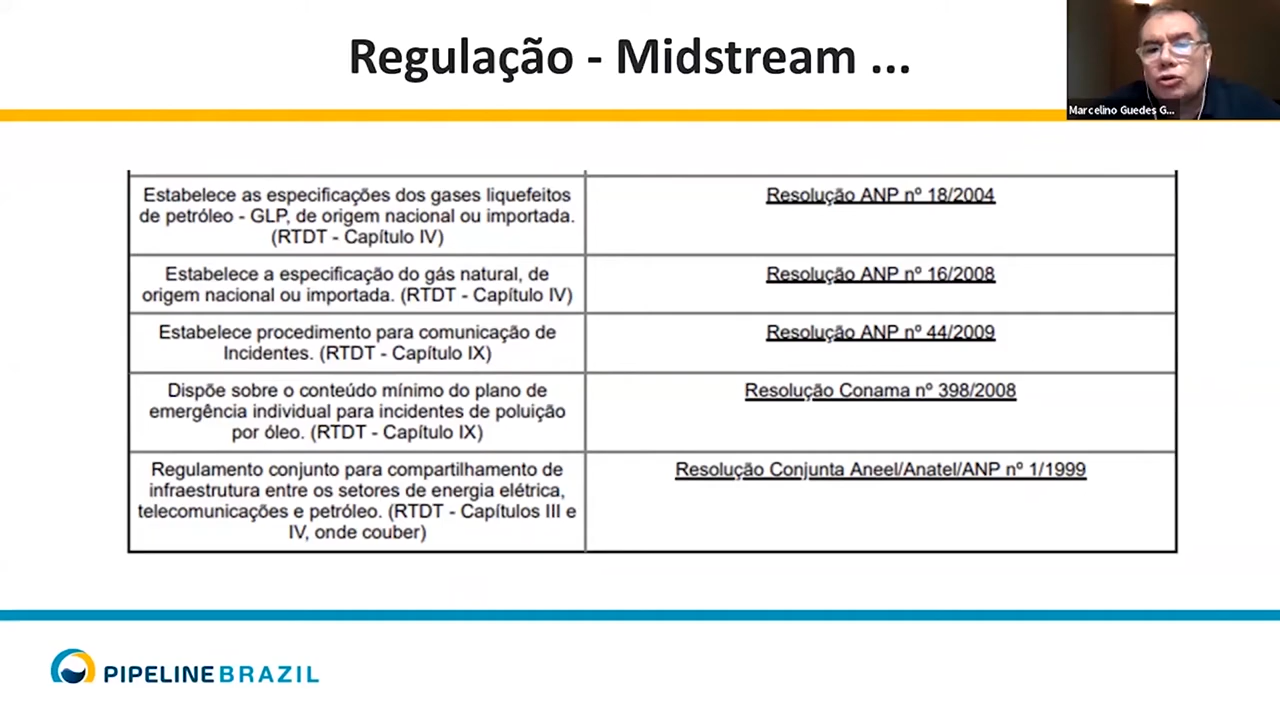 Regulação - Midstream ...
Marcelino Guedes G...
Estabelece as especificações dos gases liquefeitos
de petróleo - GLP, de origem nacional ou importada.
(RTDT - Capítulo IV)
Resolução ANP nº 18/2004
Estabelece a especificação do gás natural, de
origem nacional ou importada. (RTDT - Capítulo IV)
Resolução ANP nº 16/2008
Estabelece procedimento para comunicação de
Incidentes. (RTDT - Capítulo IX)
Resolução ANP nº 44/2009
Dispõe sobre o conteúdo mínimo do plano de
emergência individual para incidentes de poluição
por óleo. (RTDT - Capítulo IX)
Resolução Conama nº 398/2008
Regulamento conjunto para compartilhamento de
infraestrutura entre os setores de energia elétrica,
telecomunicações e petróleo. (RTDT - Capítulos III e
IV, onde couber)
Resolução Conjunta Aneel/Anatel/ANP nº 1/1999
PIPELINEBRAZIL